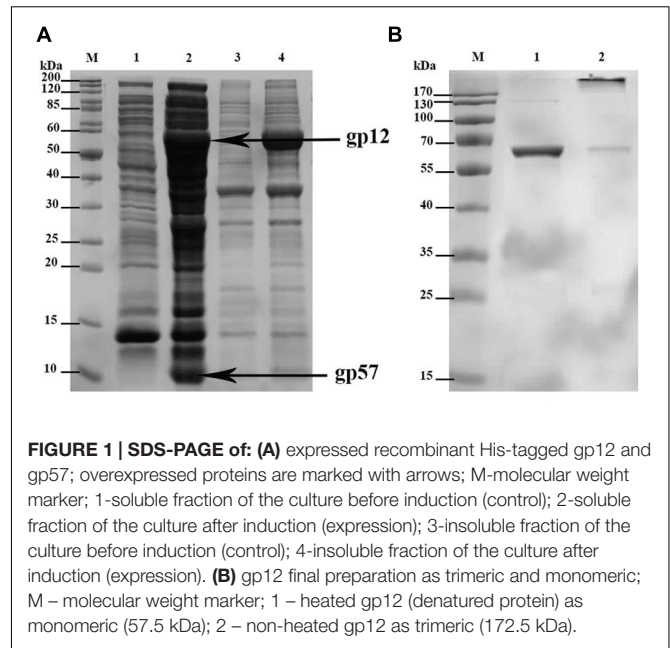 A
B
kDa M 1 2 3 4
200
120
85
60
50
40
30
25
20
15
10
gp12
gp57
kDa M 1 2
170
130
100
70
55
40
35
25
15
FIGURE 1 | SDS-PAGE of: (A) expressed recombinant His-tagged gp12 and
gp57; overexpressed proteins are marked with arrows; M-molecular weight
marker; 1-soluble fraction of the culture before induction (control); 2-soluble
fraction of the culture after induction (expression); 3-insoluble fraction of the
culture before induction (control); 4-insoluble fraction of the culture after
induction (expression). (B) gp12 final preparation as trimeric and monomeric;
M – molecular weight marker; 1 – heated gp12 (denatured protein) as
monomeric (57.5 kDa); 2 – non-heated gp12 as trimeric (172.5 kDa).